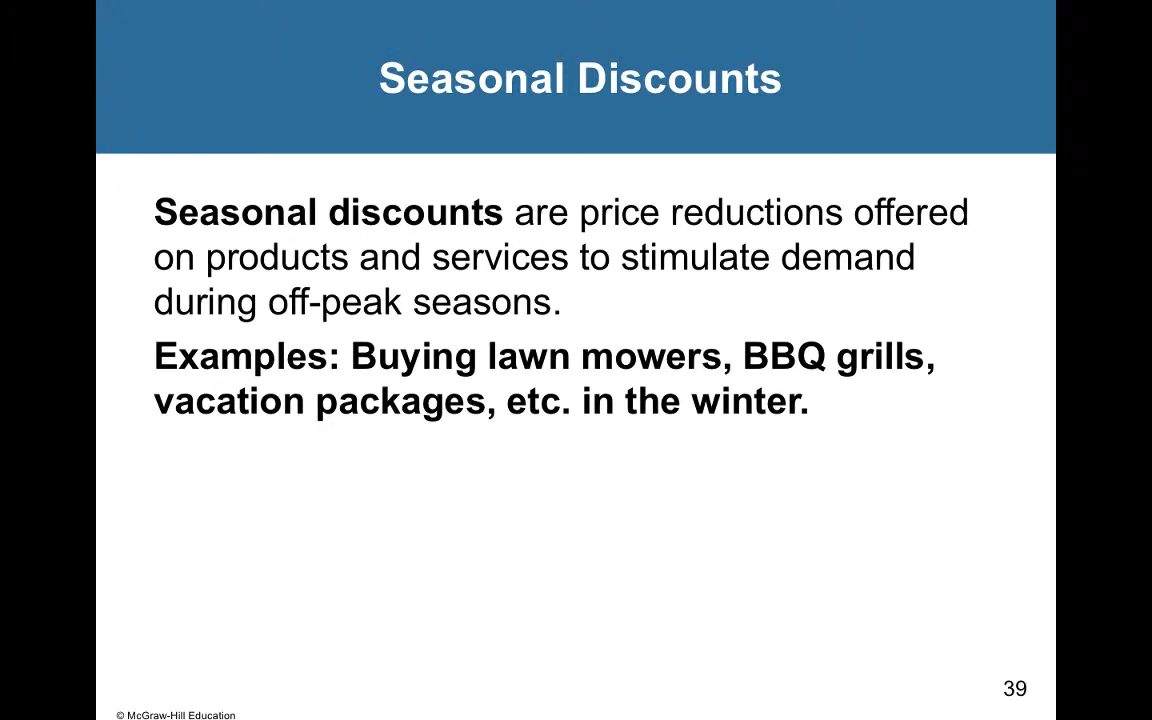 Seasonal Discounts
Seasonal discounts are price reductions offered
on products and services to stimulate demand
during off-peak seasons.
Examples: Buying lawn mowers, BBQ grills,
vacation packages, etc. in the winter.
39
© McGraw-Hill Education